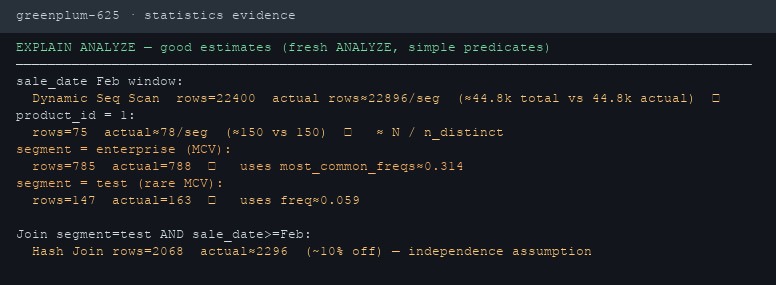 greenplum-625 · statistics evidence
EXPLAIN ANALYZE — good estimates (fresh ANALYZE, simple predicates)
sale_date Feb window:
Dynamic Seq Scan rows=22400 actual rows≈22896/seg (≈44.8k total vs 44.8k actual) □
product_id = 1:
rows=75 actual≈78/seg (≈150 vs 150) □ ≈ N / n_distinct
segment = enterprise (MCV):
rows=785 actual=788 □ uses most_common_freqs≈0.314
segment = test (rare MCV):
rows=147 actual=163 □ uses freq≈0.059
Join segment=test AND sale_date>=Feb:
Hash Join rows=2068 actual≈2296 (~10% off) — independence assumption